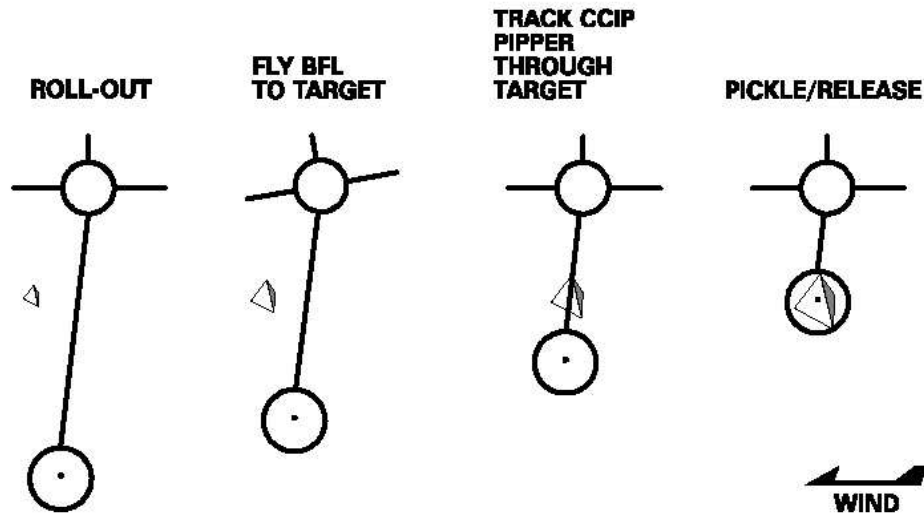 ROLL-OUT
FLY BFL
TO TARGET
TRACK CCIP
PIPPER
THROUGH
TARGET
PICKLE/RELEASE
WIND